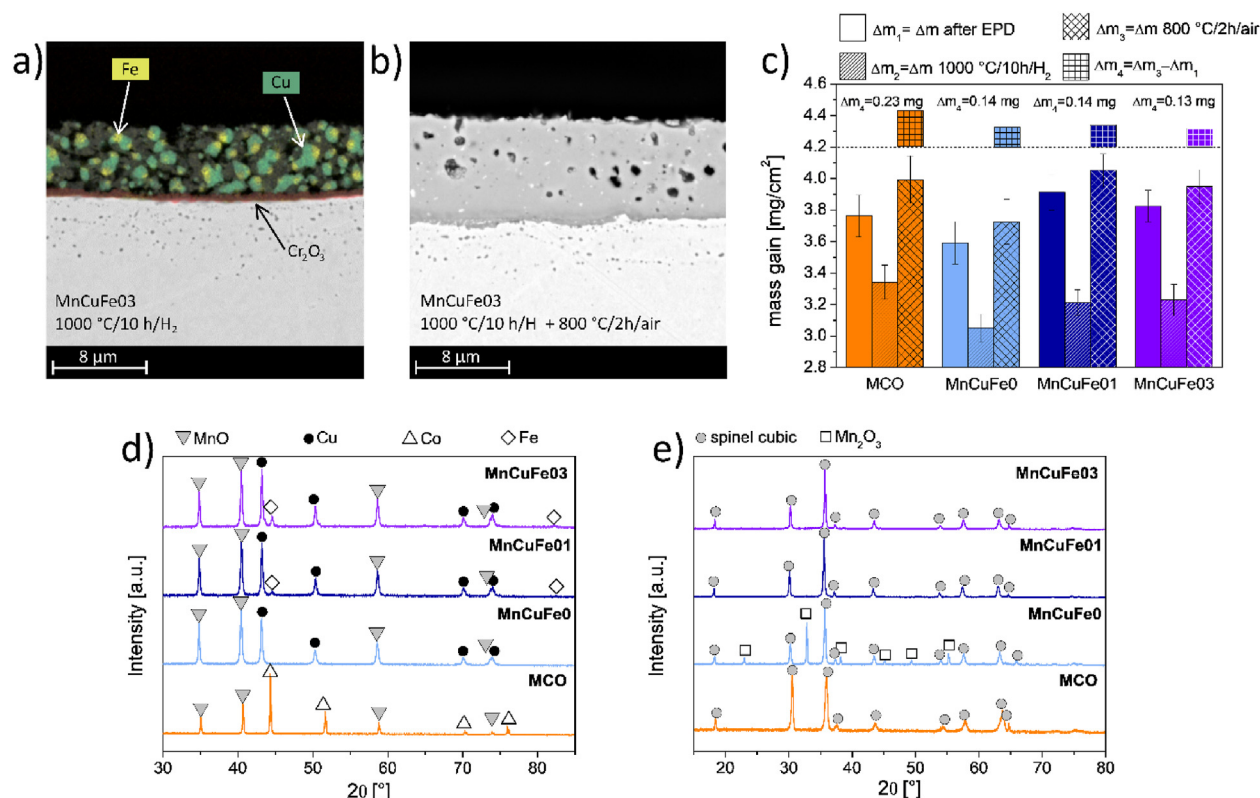 a)
Fe
Cu
Cr₂O₃
MnCuFe03
1000 °C/10 h/H₂
8 μm
b)
MnCuFe03
1000 °C/10 h/H + 800 °C/2h/air
8 μm
c)
Δm₁= Δm after EPD
Δm₃=Δm 800 °C/2h/air
Δm₂=Δm 1000 °C/10h/H₂
Δm₄=Δm₃–Δm₁
mass gain [mg/cm²]
4.6
4.4
4.2
4.0
3.8
3.6
3.4
3.2
3.0
2.8
Δm₄=0.23 mg
Δm₄=0.14 mg
Δm₁=0.14 mg
Δm₄=0.13 mg
MCO
MnCuFe0
MnCuFe01
MnCuFe03
d)
MnO
Cu
Co
Fe
Intensity [a.u.]
MnCuFe03
MnCuFe01
MnCuFe0
MCO
30 40 50 60 70 80
2θ [°]
e)
spinel cubic
Mn₂O₃
Intensity [a.u.]
MnCuFe03
MnCuFe01
MnCuFe0
MCO
20 30 40 50 60 70 80
2θ [°]